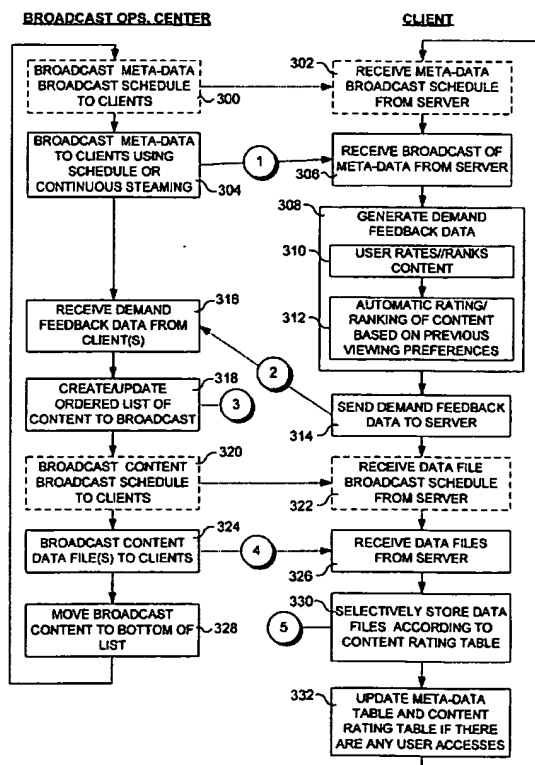 BROADCAST OPS. CENTER
CLIENT
BROADCAST META-DATA
BROADCAST SCHEDULE
TO CLIENTS
300
302
RECEIVE META-DATA
BROADCAST SCHEDULE
FROM SERVER
BROADCAST META-DATA
TO CLIENTS USING
SCHEDULE OR
CONTINUOUS STEAMING
304
1
RECEIVE BROADCAST OF
META-DATA FROM SERVER
306
308
GENERATE DEMAND
FEEDBACK DATA
310
USER RATES//RANKS
CONTENT
312
AUTOMATIC RATING/
RANKING OF CONTENT
BASED ON PREVIOUS
VIEWING PREFERENCES
316
RECEIVE DEMAND
FEEDBACK DATA FROM
CLIENT(S)
2
318
CREATE/UPDATE
ORDERED LIST OF
CONTENT TO BROADCAST
3
SEND DEMAND FEEDBACK
DATA TO SERVER
314
320
BROADCAST CONTENT
BROADCAST SCHEDULE
TO CLIENTS
RECEIVE DATA FILE
BROADCAST SCHEDULE
FROM SERVER
322
324
BROADCAST CONTENT
DATA FILE(S) TO CLIENTS
4
RECEIVE DATA FILES
FROM SERVER
326
MOVE BROADCAST
CONTENT TO BOTTOM OF
LIST
328
330
SELECTIVELY STORE DATA
FILES ACCORDING TO
CONTENT RATING TABLE
5
332
UPDATE META-DATA
TABLE AND CONTENT
RATING TABLE IF THERE
ARE ANY USER ACCESSES